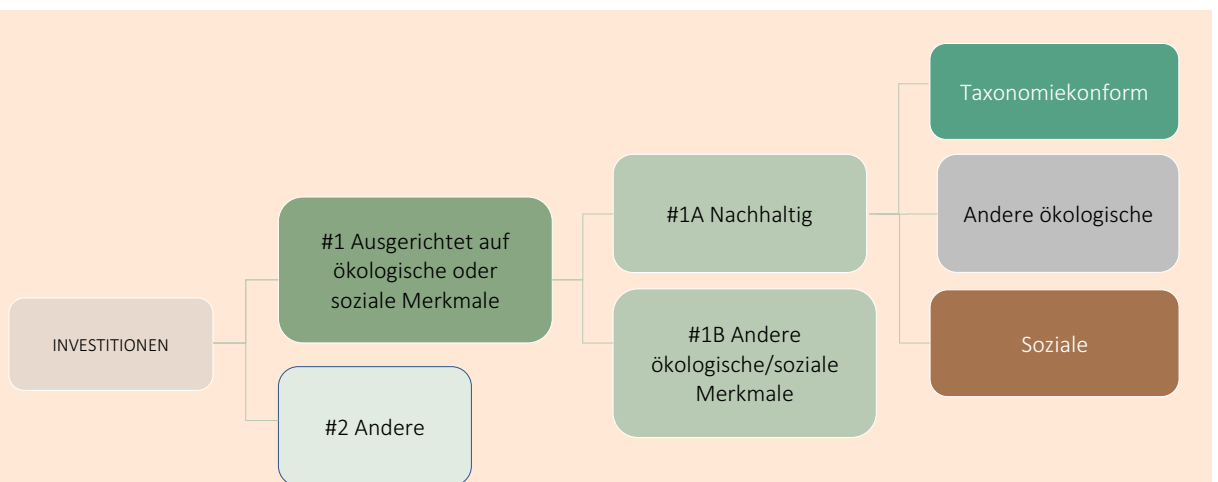 INVESTITIONEN
#1 Ausgerichtet auf
ökologische oder
soziale Merkmale
#2 Andere
#1A Nachhaltig
#1B Andere
ökologische/soziale
Merkmale
Taxonomiekonform
Andere ökologische
Soziale